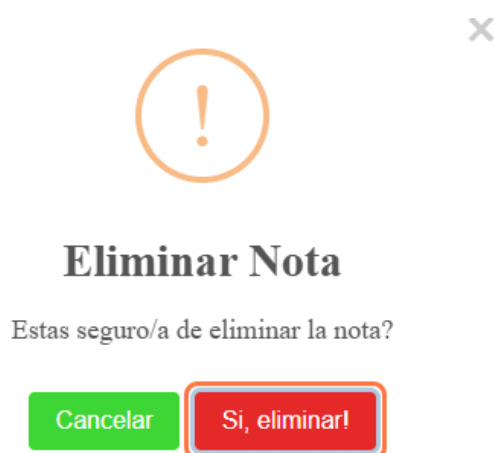 Eliminar Nota
Estas seguro/a de eliminar la nota?
Cancelar
Si, eliminar!